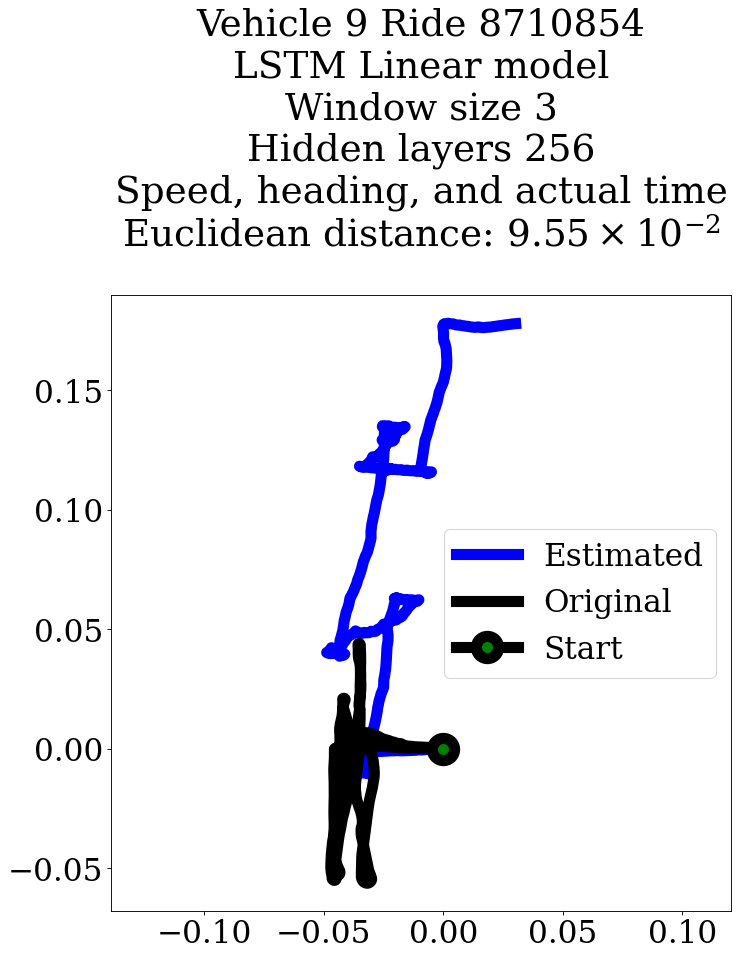 Vehicle 9 Ride 8710854
LSTM Linear model
Window size 3
Hidden layers 256
Speed, heading, and actual time
Euclidean distance: 9.55 × 10⁻²
0.15
0.10
0.05
0.00
−0.05
Estimated
Original
Start
−0.10 −0.05 0.00 0.05 0.10